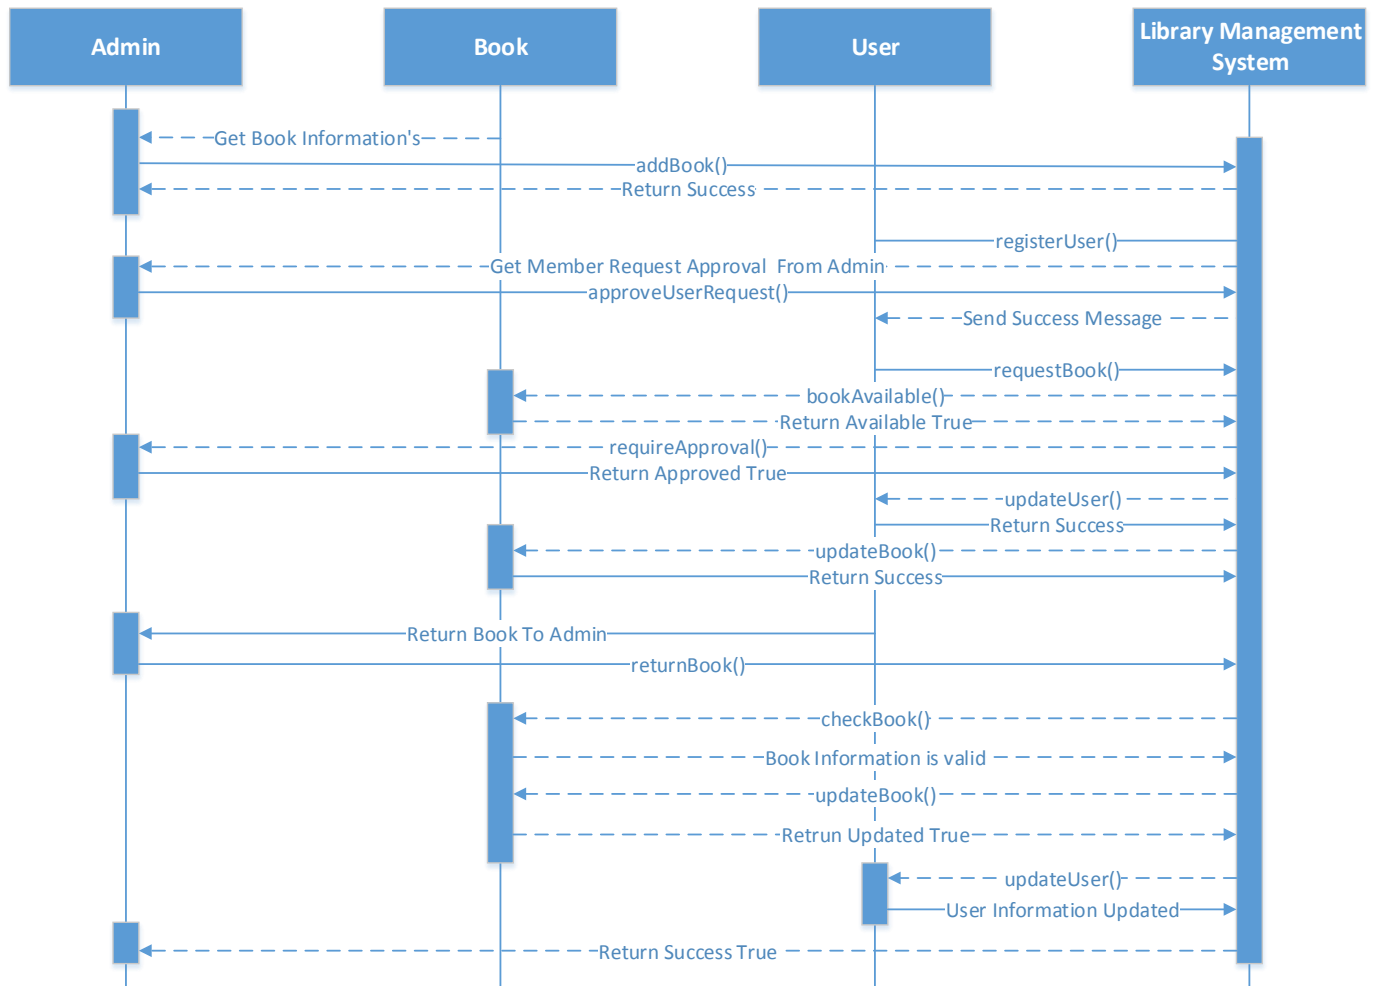 Admin
Book
User
Library Management
System
Get Book Information's
addBook()
Return Success
registerUser()
Get Member Request Approval From Admin
approveUserRequest()
Send Success Message
requestBook()
bookAvailable()
Return Available True
requireApproval()
Return Approved True
updateUser()
Return Success
updateBook()
Return Success
Return Book To Admin
returnBook()
checkBook()
Book Information is valid
updateBook()
Retrun Updated True
updateUser()
User Information Updated
Return Success True